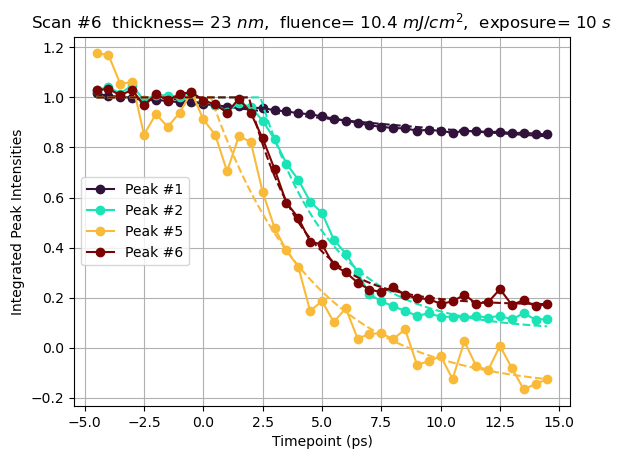 Scan #6  thickness= 23 nm,  fluence= 10.4 mJ/cm²,  exposure= 10 s
Integrated Peak Intensities
1.2
1.0
0.8
0.6
0.4
0.2
0.0
−0.2
Peak #1
Peak #2
Peak #5
Peak #6
−5.0 −2.5 0.0 2.5 5.0 7.5 10.0 12.5 15.0
Timepoint (ps)